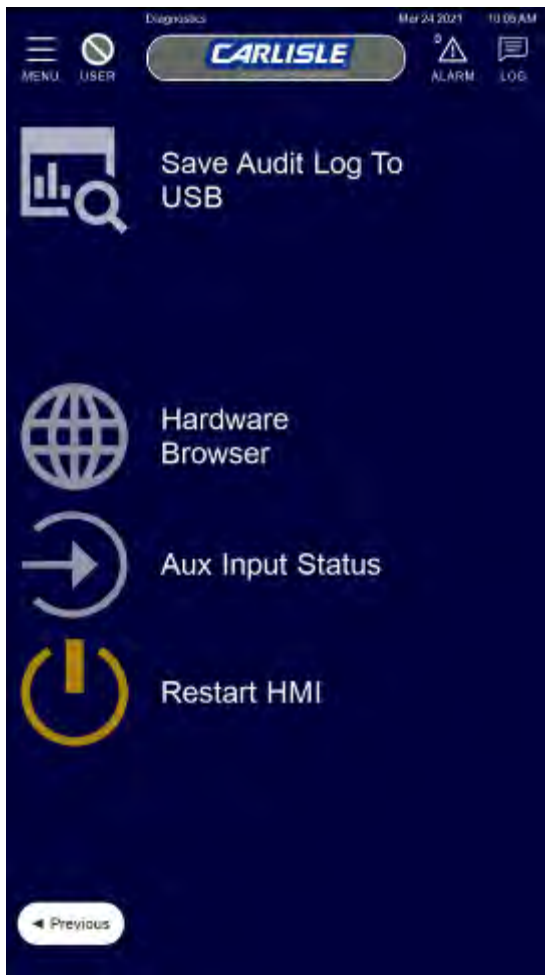 Diagnostics
Mar 24 2021
10:05 AM
MENU
USER
CARLISLE
0
ALARM
LOG
Save Audit Log To
USB
Hardware
Browser
Aux Input Status
Restart HMI
◄ Previous